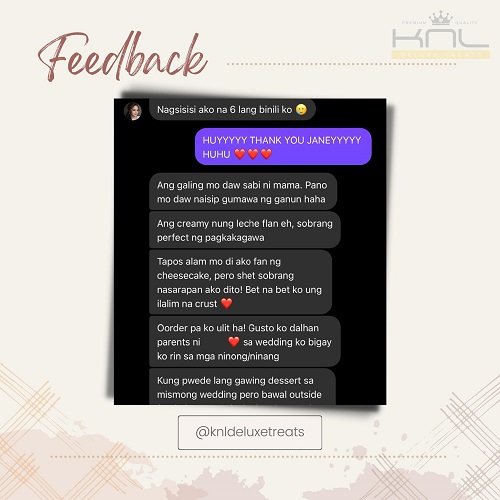 Feedback
PREMIUM QUALITY
KNL
DELUXE TREATS
Nagsisisi ako na 6 lang binili ko 🥲
HUYYYYY THANK YOU JANEYYYYY
HUHU ❤️ ❤️ ❤️
Ang galing mo daw sabi ni mama. Pano
mo daw naisip gumawa ng ganun haha
Ang creamy nung leche flan eh, sobrang
perfect ng pagkakagawa
Tapos alam mo di ako fan ng
cheesecake, pero shet sobrang
nasarapan ako dito! Bet na bet ko ung
ilalim na crust ❤️
Oorder pa ko ulit ha! Gusto ko dalhan
parents ni ❤️ sa wedding ko bigay
ko rin sa mga ninong/ninang
Kung pwede lang gawing dessert sa
mismong wedding pero bawal outside
@knldeluxetreats